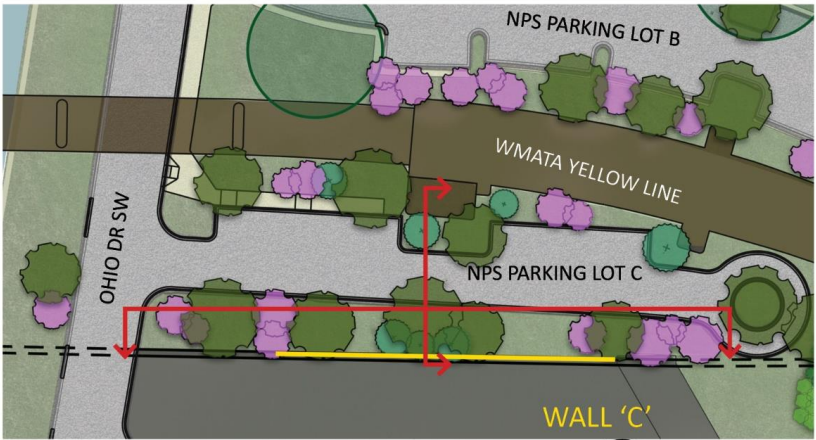 NPS PARKING LOT B
WMATA YELLOW LINE
OHIO DR SW
NPS PARKING LOT C
WALL 'C'